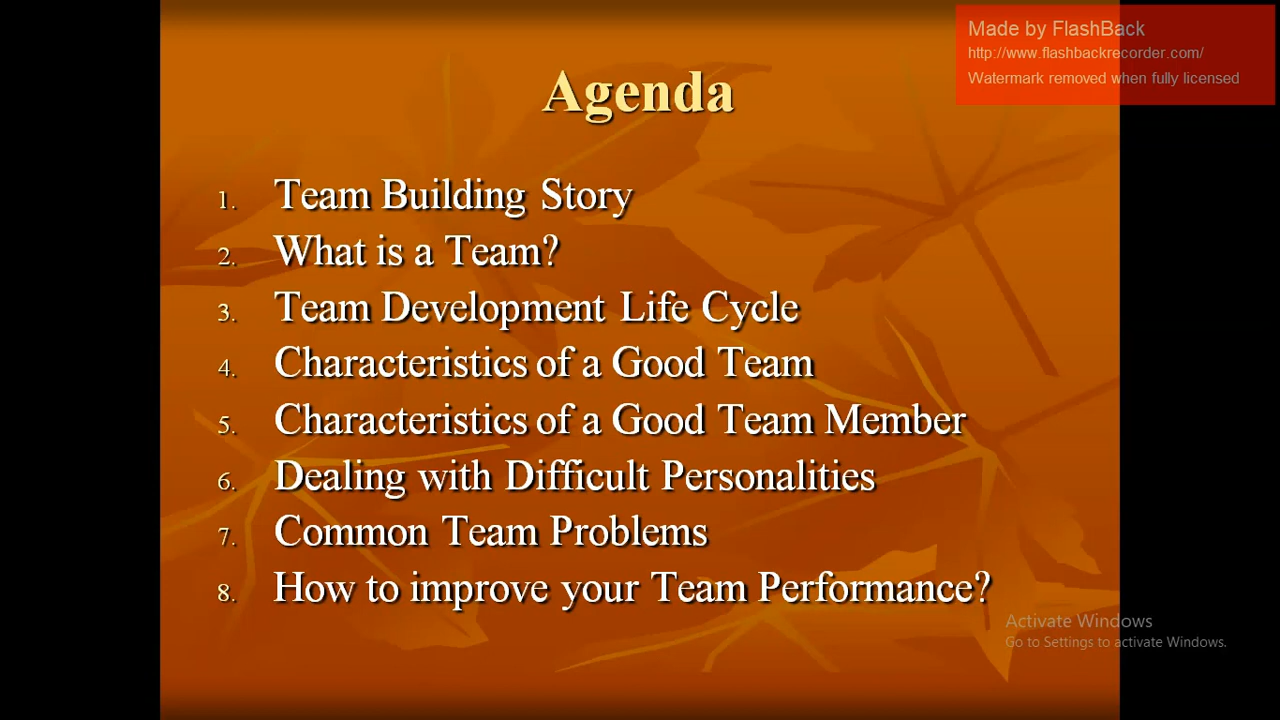 Made by FlashBack
http://www.flashbackrecorder.com/
Watermark removed when fully licensed
Agenda
1. Team Building Story
2. What is a Team?
3. Team Development Life Cycle
4. Characteristics of a Good Team
5. Characteristics of a Good Team Member
6. Dealing with Difficult Personalities
7. Common Team Problems
8. How to improve your Team Performance?
Activate Windows
Go to Settings to activate Windows.